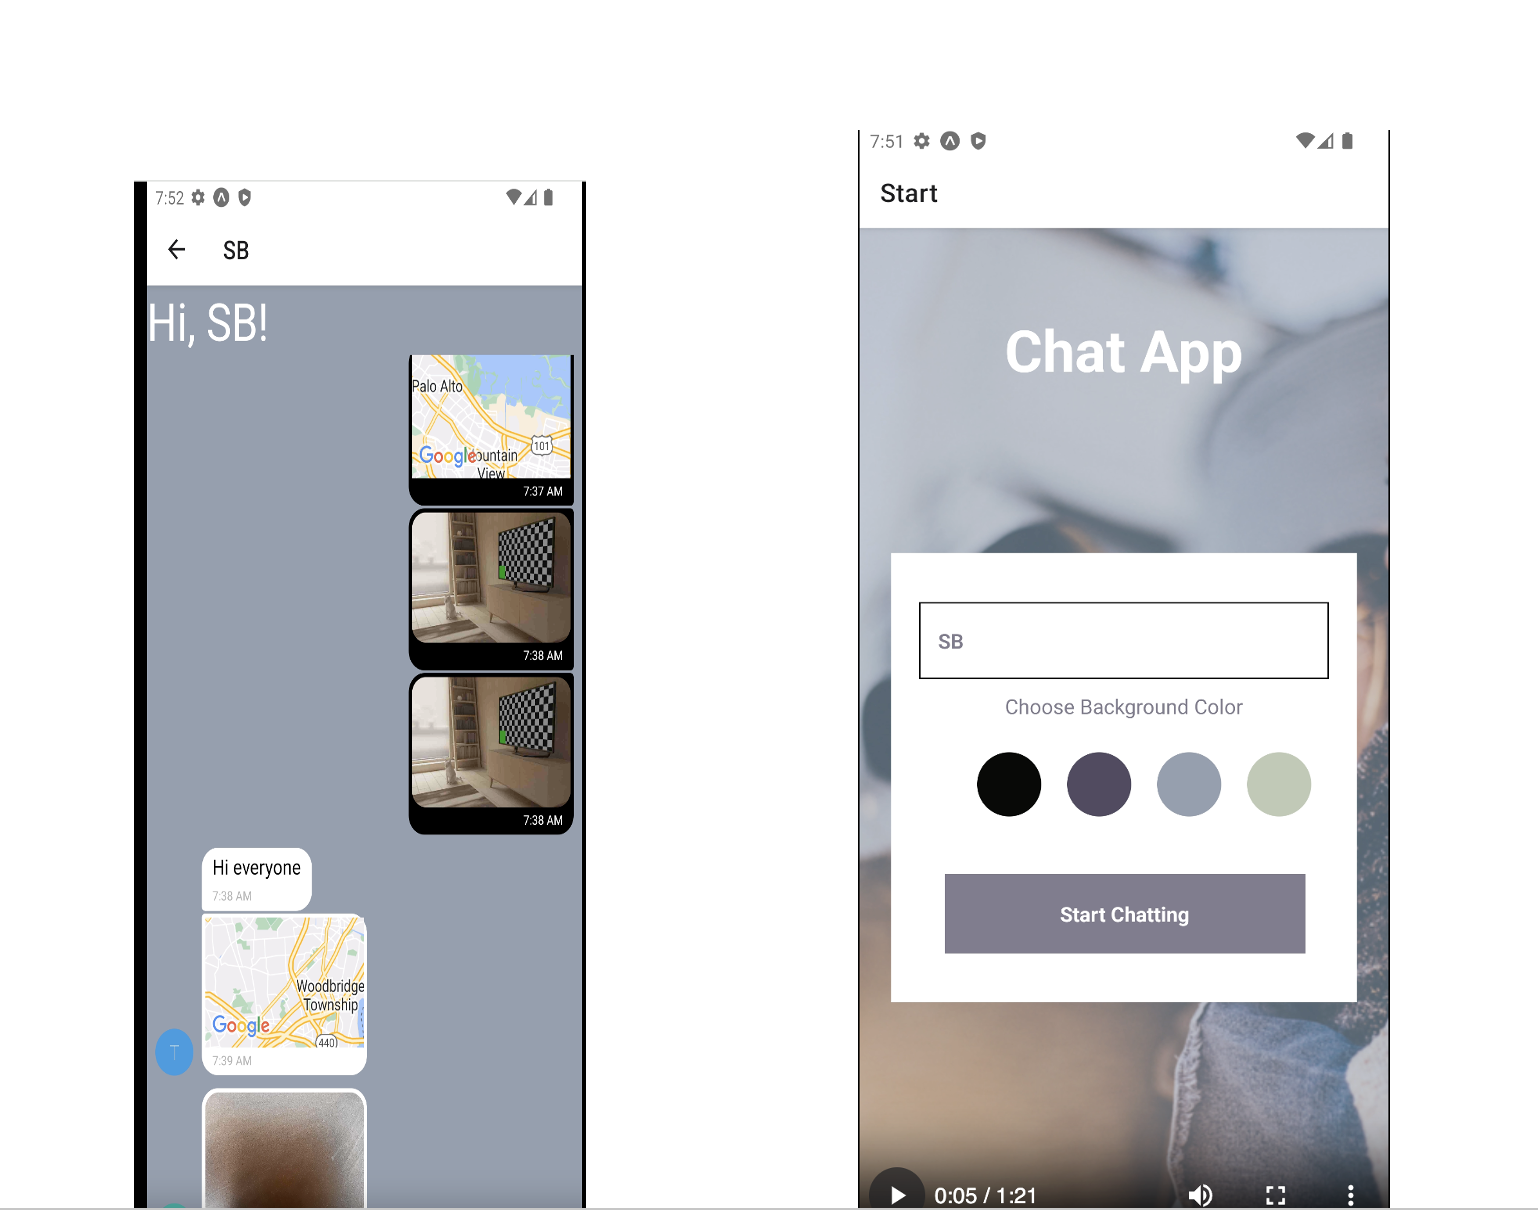 7:52
SB
Hi, SB!
Palo Alto
101
Google
ountain
View
7:37 AM
7:38 AM
7:38 AM
Hi everyone
7:38 AM
Woodbridge
Township
Google
440
T
7:39 AM
7:51
Start
Chat App
SB
Choose Background Color
Start Chatting
0:05 / 1:21